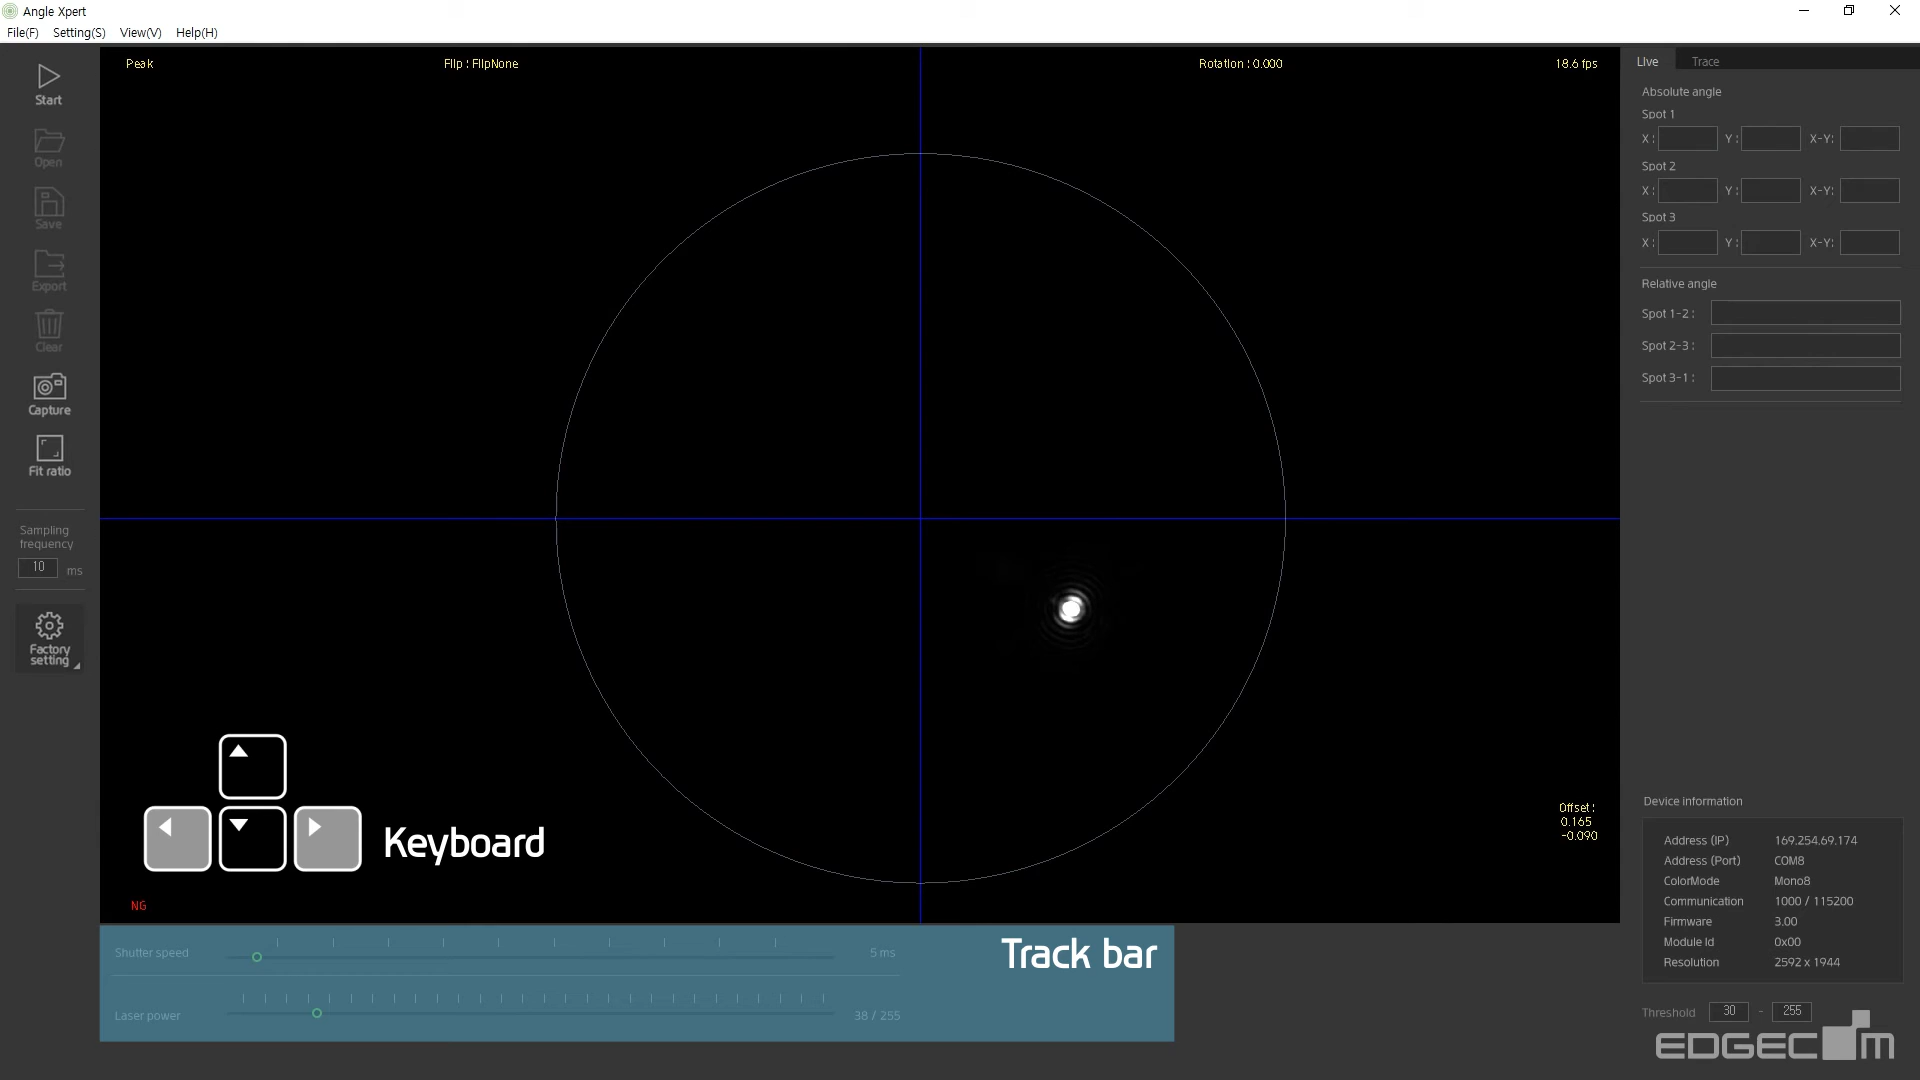 Angle Xpert
File(F) Setting(S) View(V) Help(H)
Start
Open
Save
Export
Clear
Capture
Fit ratio
Sampling
frequency
10 ms
Factory
setting
Peak Flip : FlipNone Rotation : 0.000 18.6 fps
Offset :
0.165
-0.090
Keyboard
NG
Shutter speed 5 ms
Track bar
Laser power 38 / 255
Live Trace
Absolute angle
Spot 1
X : Y : X-Y:
Spot 2
X : Y : X-Y:
Spot 3
X : Y : X-Y:
Relative angle
Spot 1-2 :
Spot 2-3 :
Spot 3-1 :
Device information
Address (IP) 169.254.69.174
Address (Port) COM8
ColorMode Mono8
Communication 1000 / 115200
Firmware 3.00
Module Id 0x00
Resolution 2592 x 1944
Threshold 30 - 255
EDGECOM